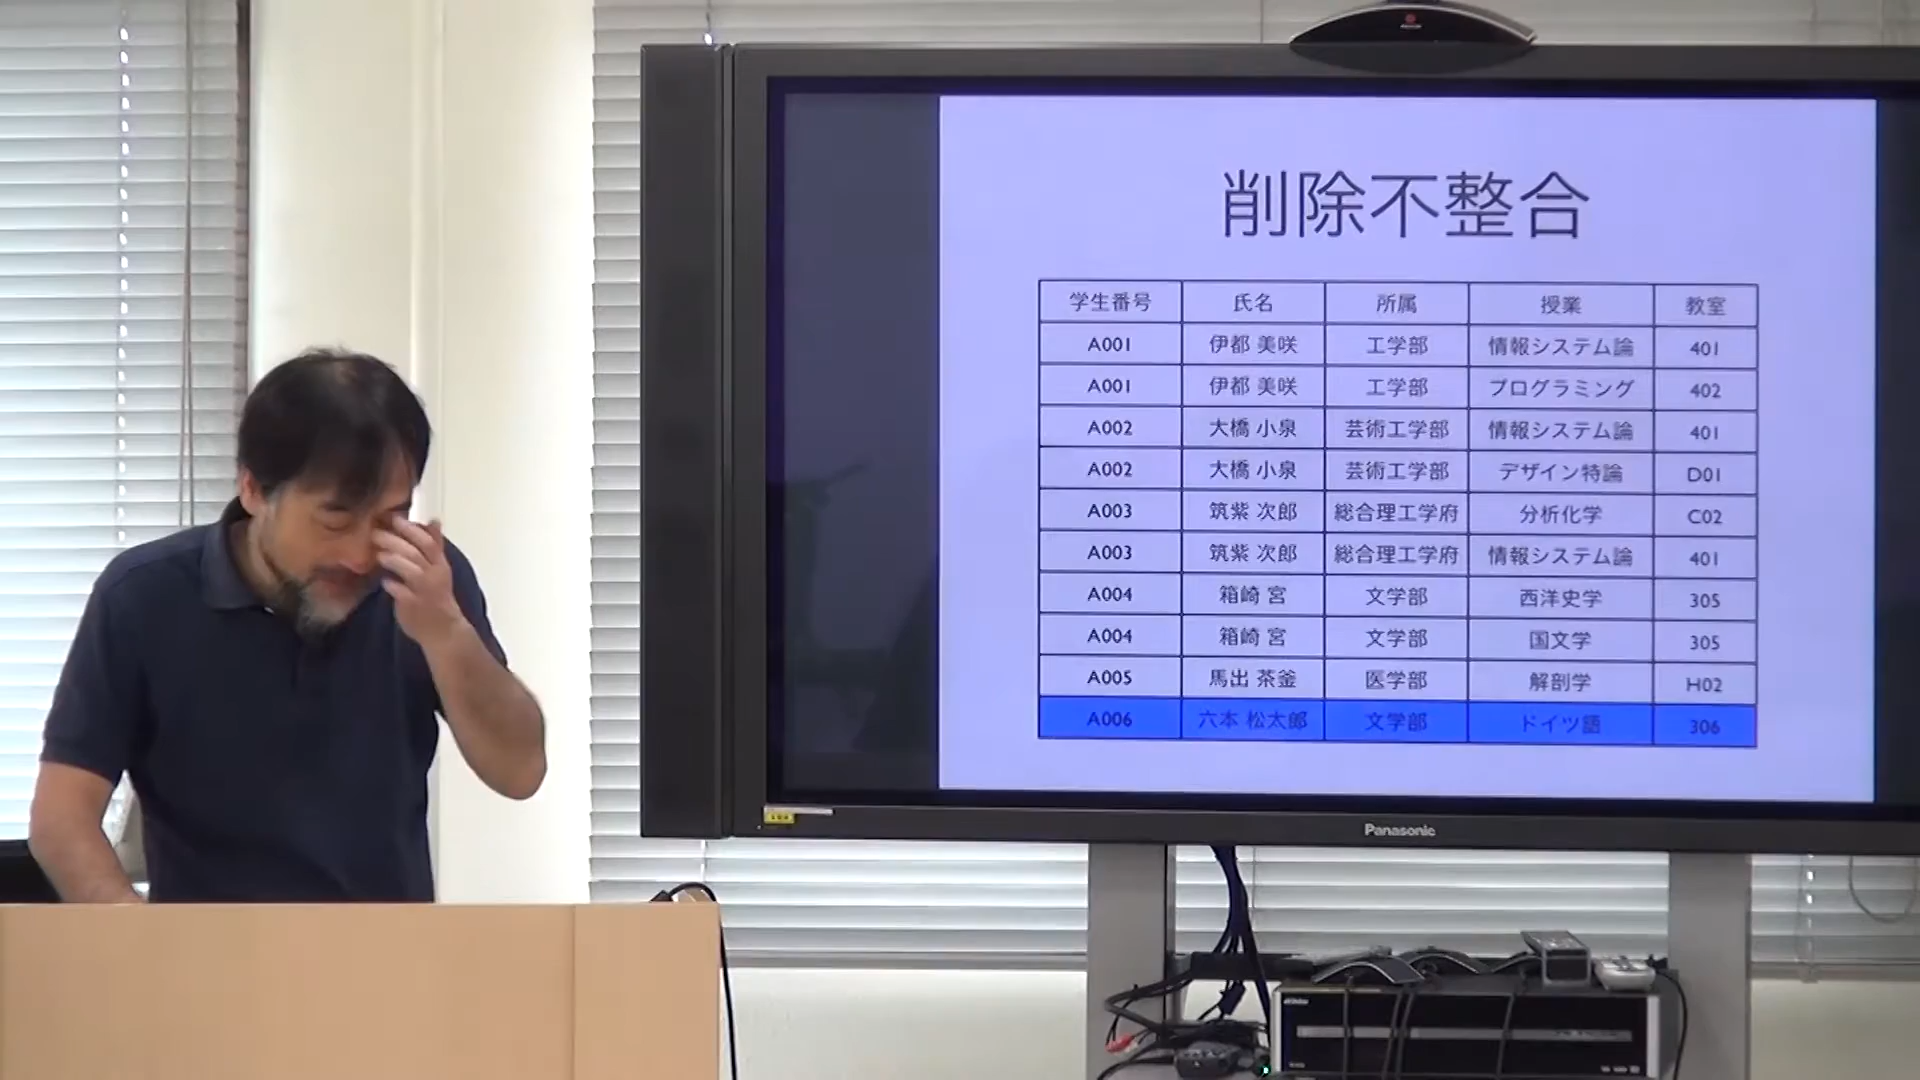 削除不整合
学生番号 氏名 所属 授業 教室
A001 伊都 美咲 工学部 情報システム論 401
A001 伊都 美咲 工学部 プログラミング 402
A002 大橋 小泉 芸術工学部 情報システム論 401
A002 大橋 小泉 芸術工学部 デザイン特論 D01
A003 筑紫 次郎 総合理工学府 分析化学 C02
A003 筑紫 次郎 総合理工学府 情報システム論 401
A004 箱崎 宮 文学部 西洋史学 305
A004 箱崎 宮 文学部 国文学 305
A005 馬出 茶釜 医学部 解剖学 H02
A006 六本 松太郎 文学部 ドイツ語 306
Panasonic